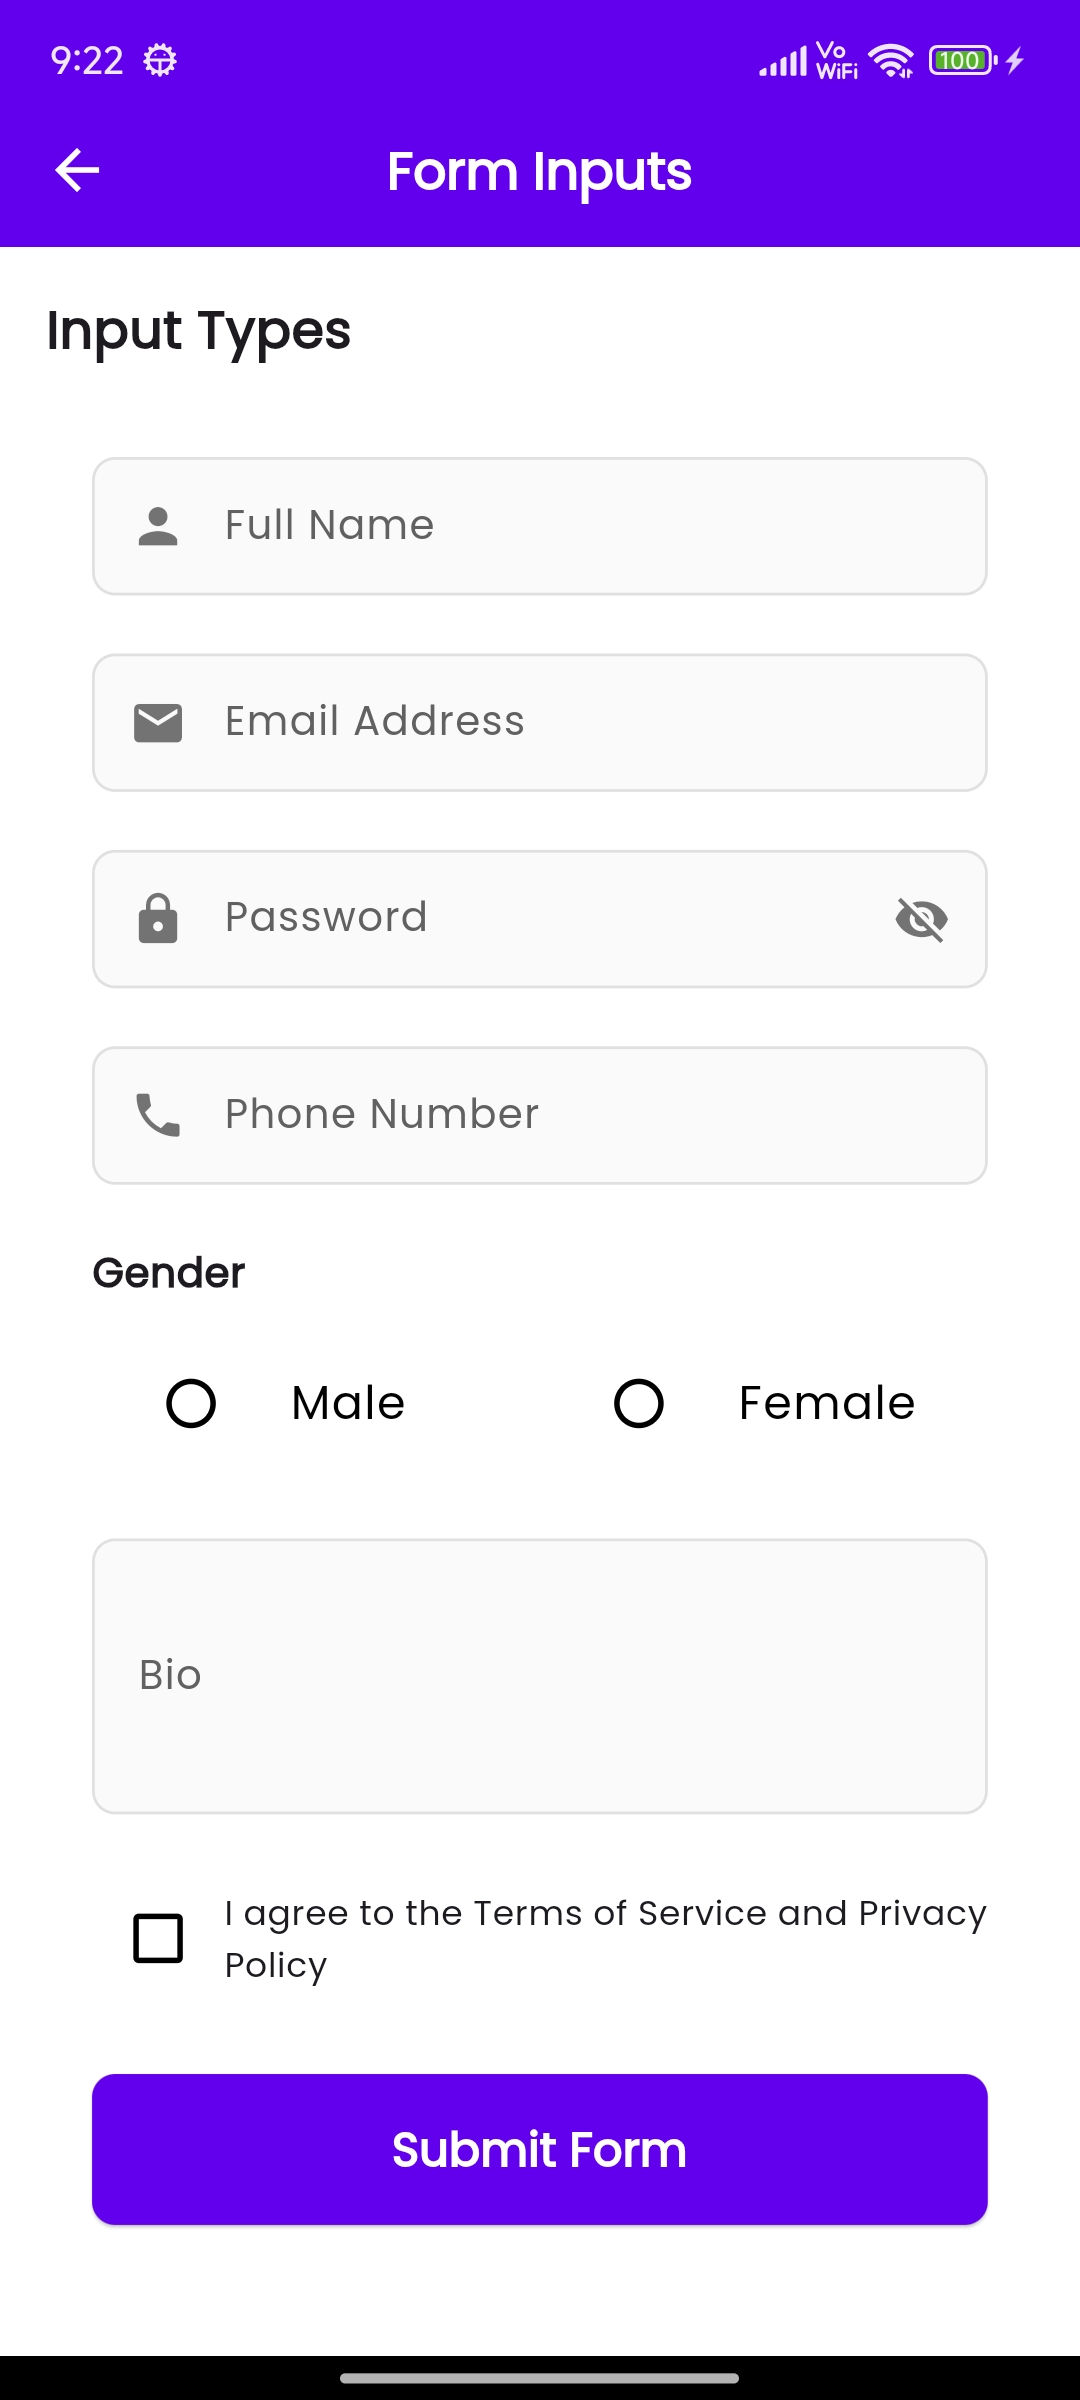 9:22
Vo
WiFi
100
Form Inputs
Input Types
Full Name
Email Address
Password
Phone Number
Gender
Male Female
Bio
I agree to the Terms of Service and Privacy
Policy
Submit Form